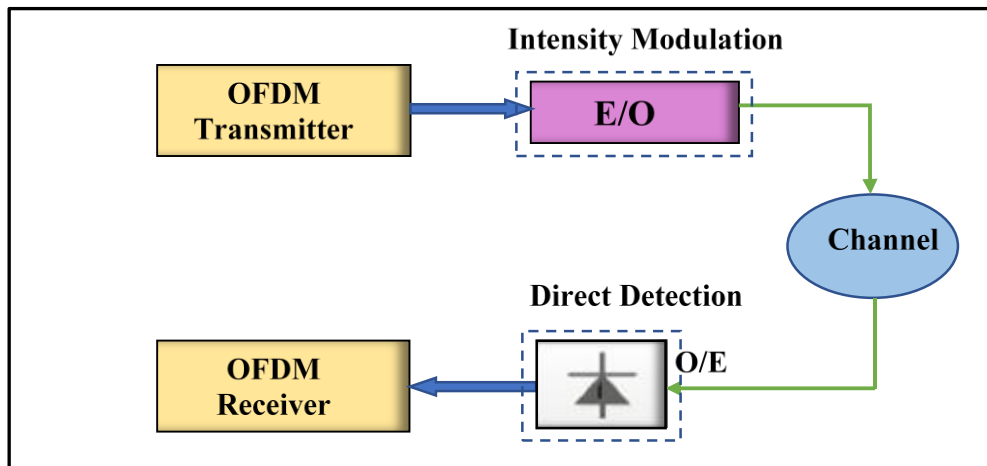 Intensity Modulation
OFDM
Transmitter
E/O
Channel
Direct Detection
O/E
OFDM
Receiver